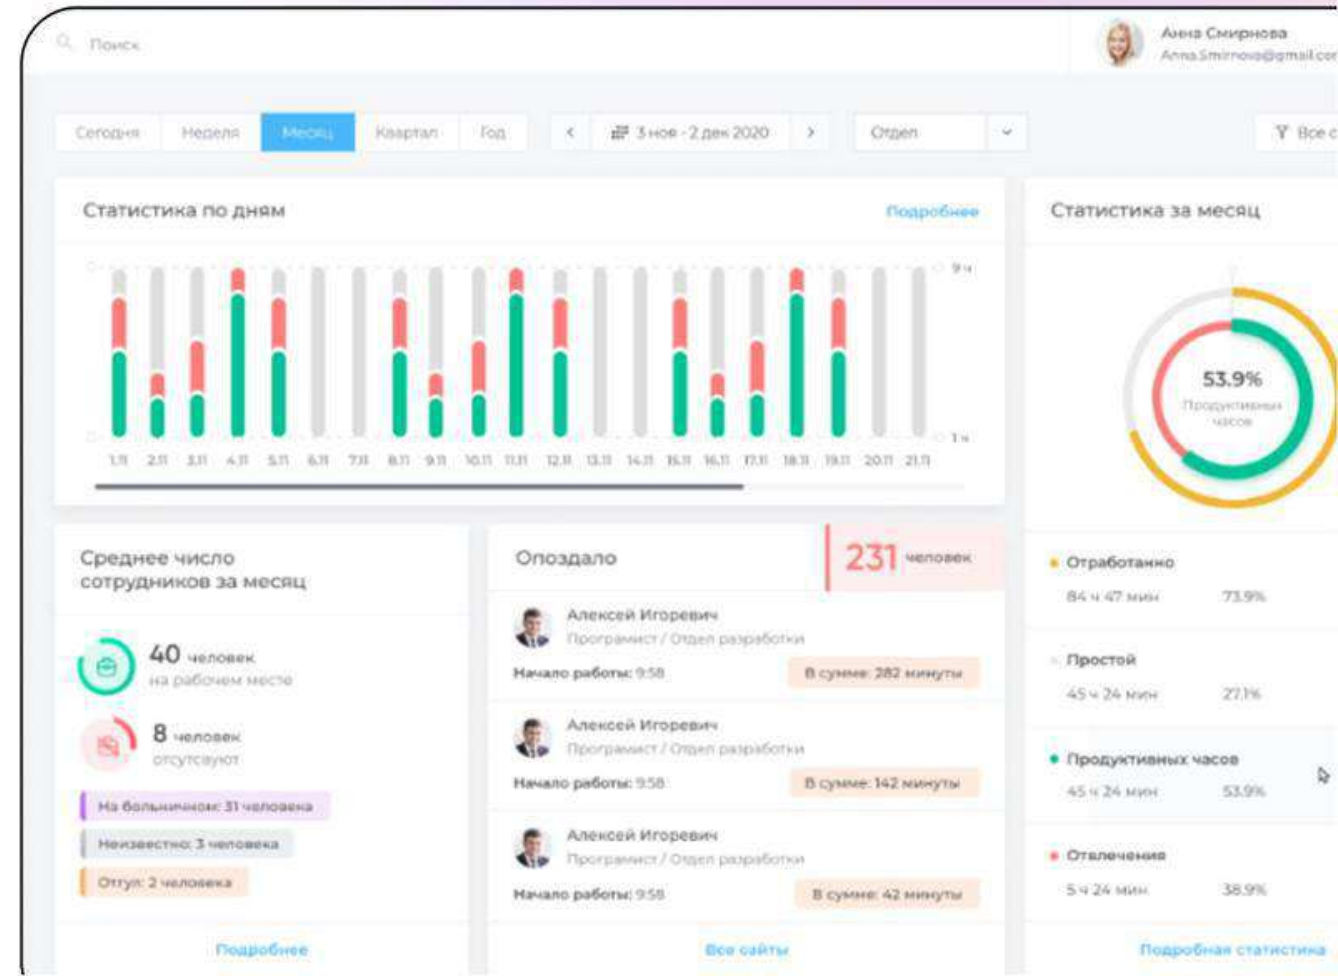 Поиск
Анна Смирнова
Anna.Smirnova@gmail.com
Сегодня Неделя Месяц Квартал Год
3 ноя - 2 дек 2020
Отдел
Все с
Статистика по дням
Подробнее
9 ч
1 ч
1.11 2.11 3.11 4.11 5.11 6.11 7.11 8.11 9.11 10.11 11.11 12.11 13.11 14.11 15.11 16.11 17.11 18.11 19.11 20.11 21.11
Среднее число
сотрудников за месяц
40 человек
на рабочем месте
8 человек
отсутсвуют
На больничном: 31 человека
Неизвестно: 3 человека
Отгул: 2 человека
Подробнее
Опоздало
231 человек
Алексей Игоревич
Програмист / Отдел разработки
Начало работы: 9:58
В сумме: 282 минуты
Алексей Игоревич
Програмист / Отдел разработки
Начало работы: 9:58
В сумме: 142 минуты
Алексей Игоревич
Програмист / Отдел разработки
Начало работы: 9:58
В сумме: 42 минуты
Все сайты
Статистика за месяц
53.9%
Продуктивных
часов
Отработанно
84 ч 47 мин 73.9%
Простой
45 ч 24 мин 27.1%
Продуктивных часов
45 ч 24 мин 53.9%
Отвлечения
5 ч 24 мин 38.9%
Подробная статистика